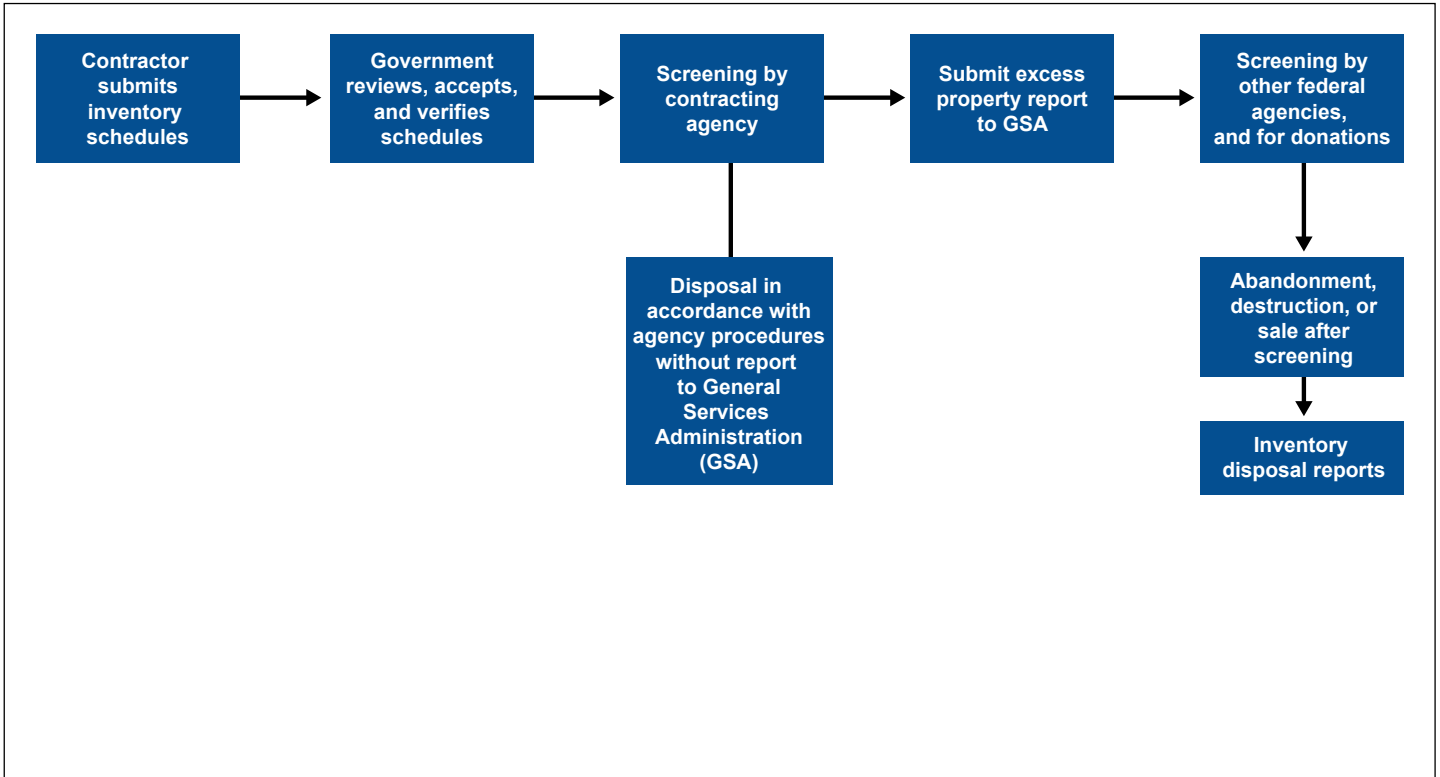 Contractor
submits
inventory
schedules
Government
reviews, accepts,
and verifies
schedules
Screening by
contracting
agency
Submit excess
property report
to GSA
Screening by
other federal
agencies,
and for donations
Disposal in
accordance with
agency procedures
without report
to General
Services
Administration
(GSA)
Abandonment,
destruction, or
sale after
screening
Inventory
disposal reports